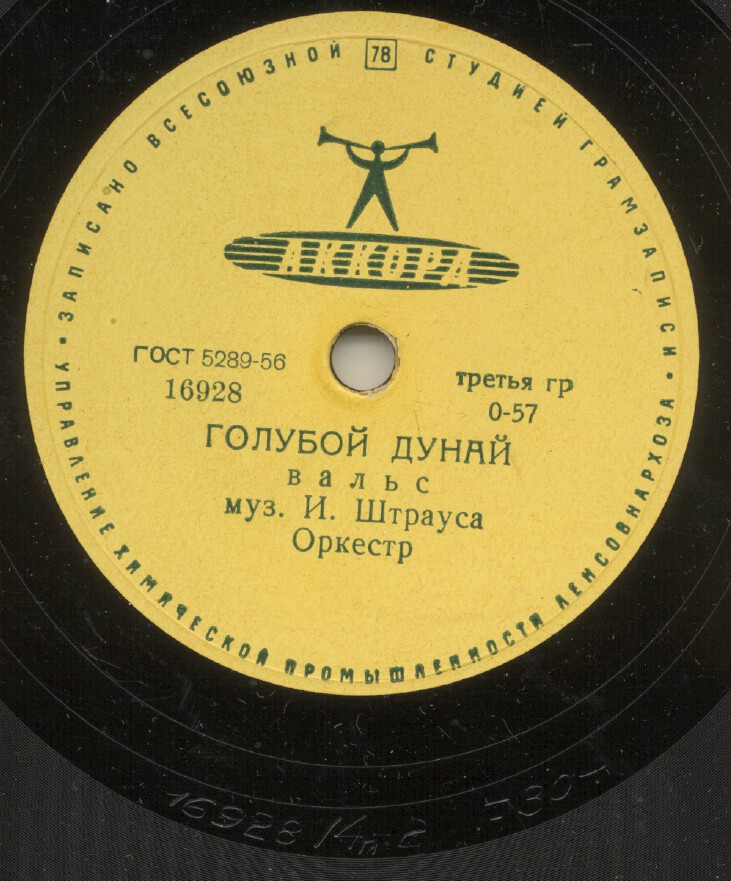 ЗАПИСАНО ВСЕСОЮЗНОЙ 78 СТУДИЕЙ ГРАМЗАПИСИ
АККОРД
ГОСТ 5289-56
16928
третья гр
0-57
ГОЛУБОЙ ДУНАЙ
вальс
муз. И. Штрауса
Оркестр
• УПРАВЛЕНИЕ ХИМИЧЕСКОЙ ПРОМЫШЛЕННОСТИ ЛЕНСОВНАРХОЗА •
16928